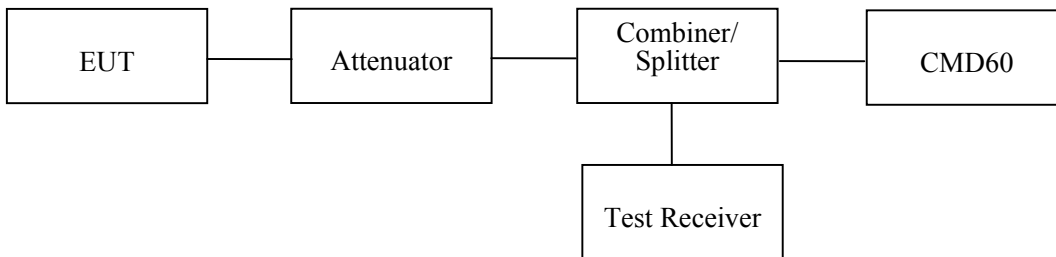 EUT
Attenuator
Combiner/
Splitter
CMD60
Test Receiver